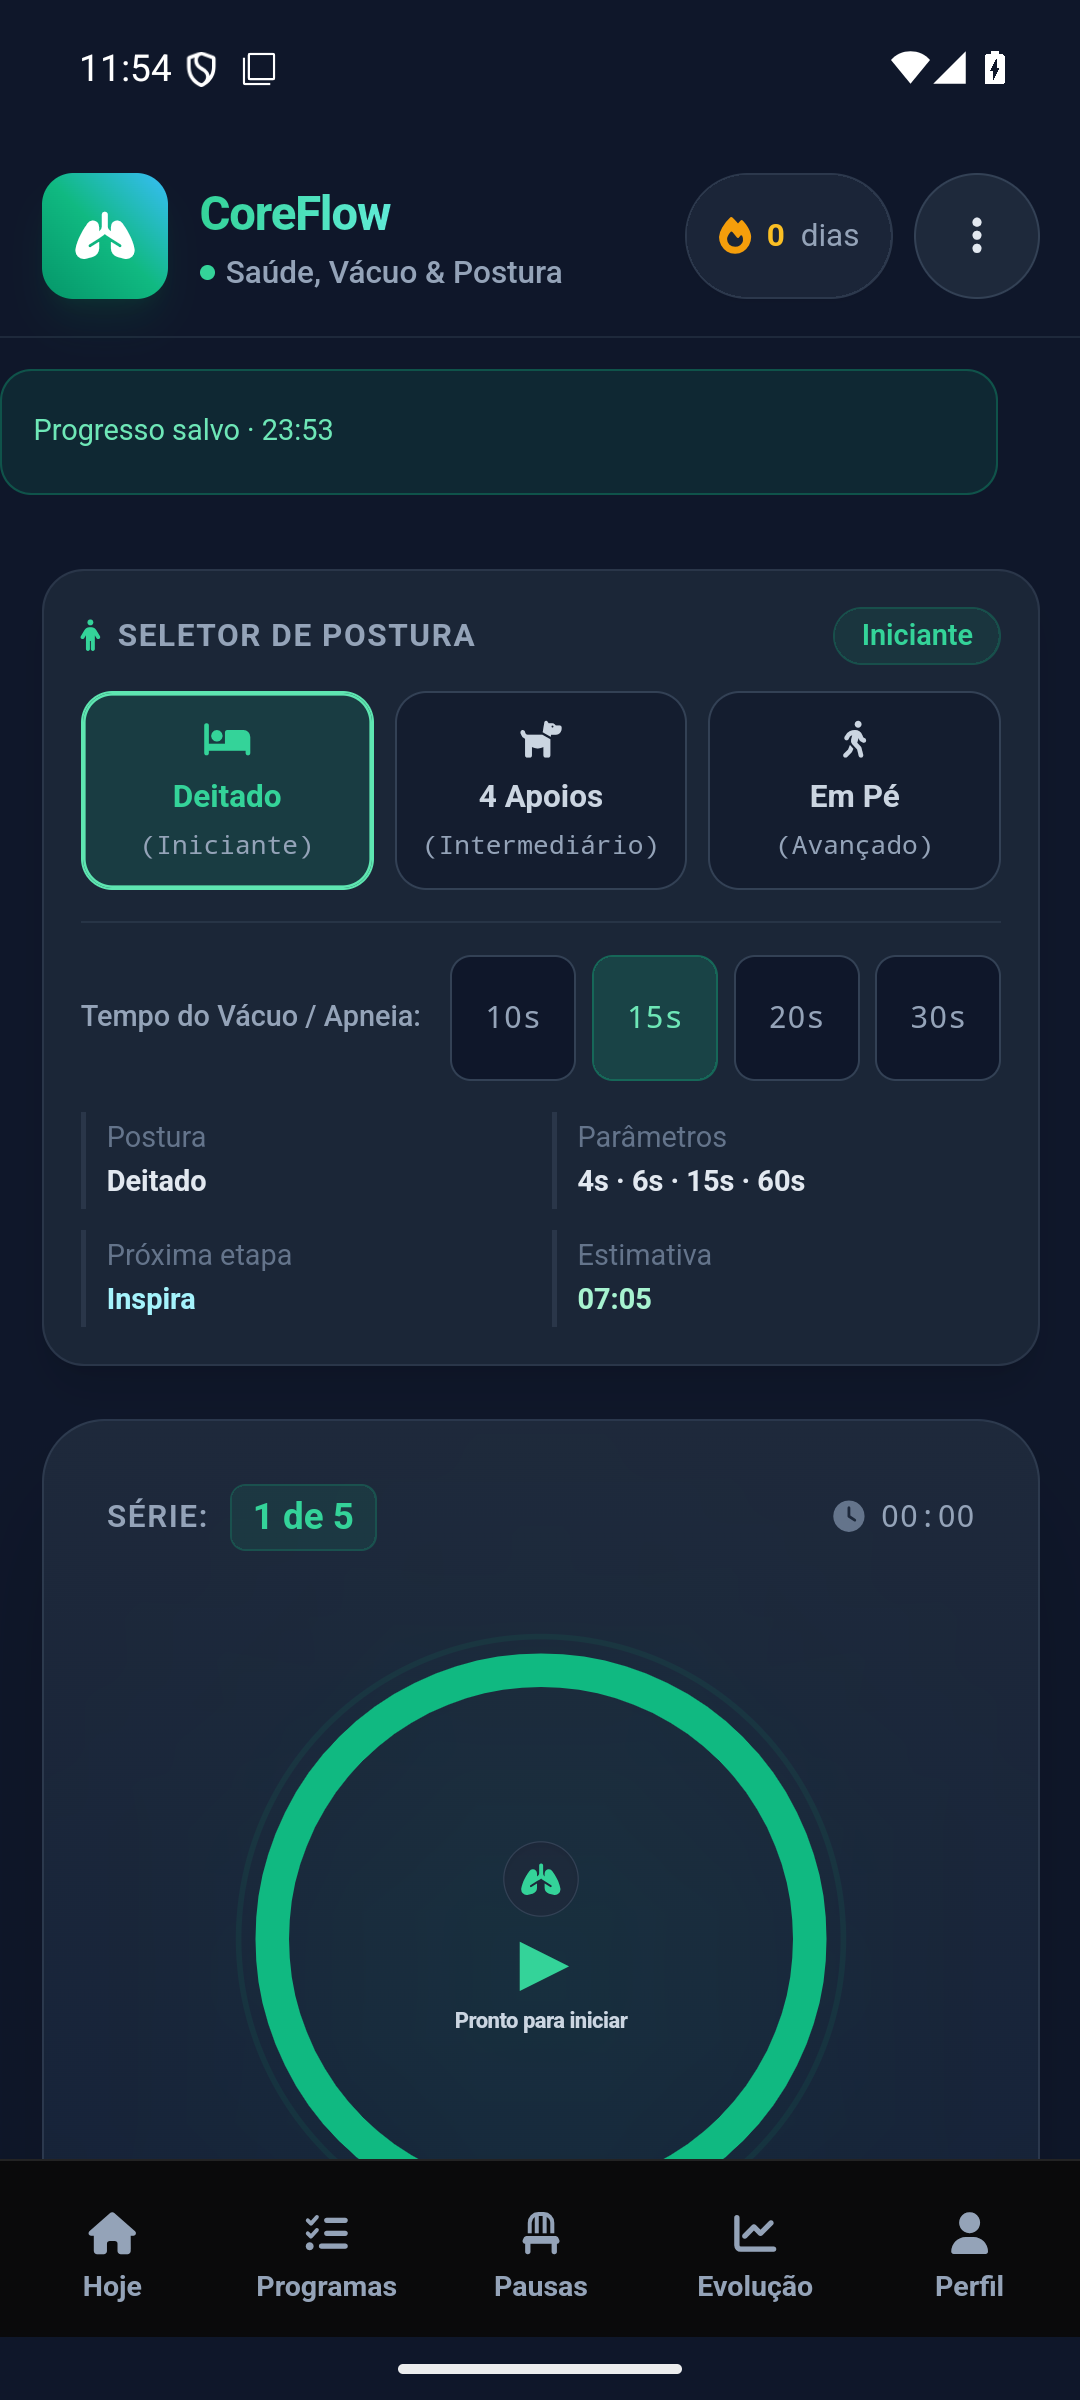 11:54
CoreFlow
Saúde, Vácuo & Postura
0 dias
Progresso salvo · 23:53
SELETOR DE POSTURA
Iniciante
Deitado
(Iniciante)
4 Apoios
(Intermediário)
Em Pé
(Avançado)
Tempo do Vácuo / Apneia:
10s
15s
20s
30s
Postura
Deitado
Parâmetros
4s · 6s · 15s · 60s
Próxima etapa
Inspira
Estimativa
07:05
SÉRIE:
1 de 5
00:00
Pronto para iniciar
Hoje
Programas
Pausas
Evolução
Perfil